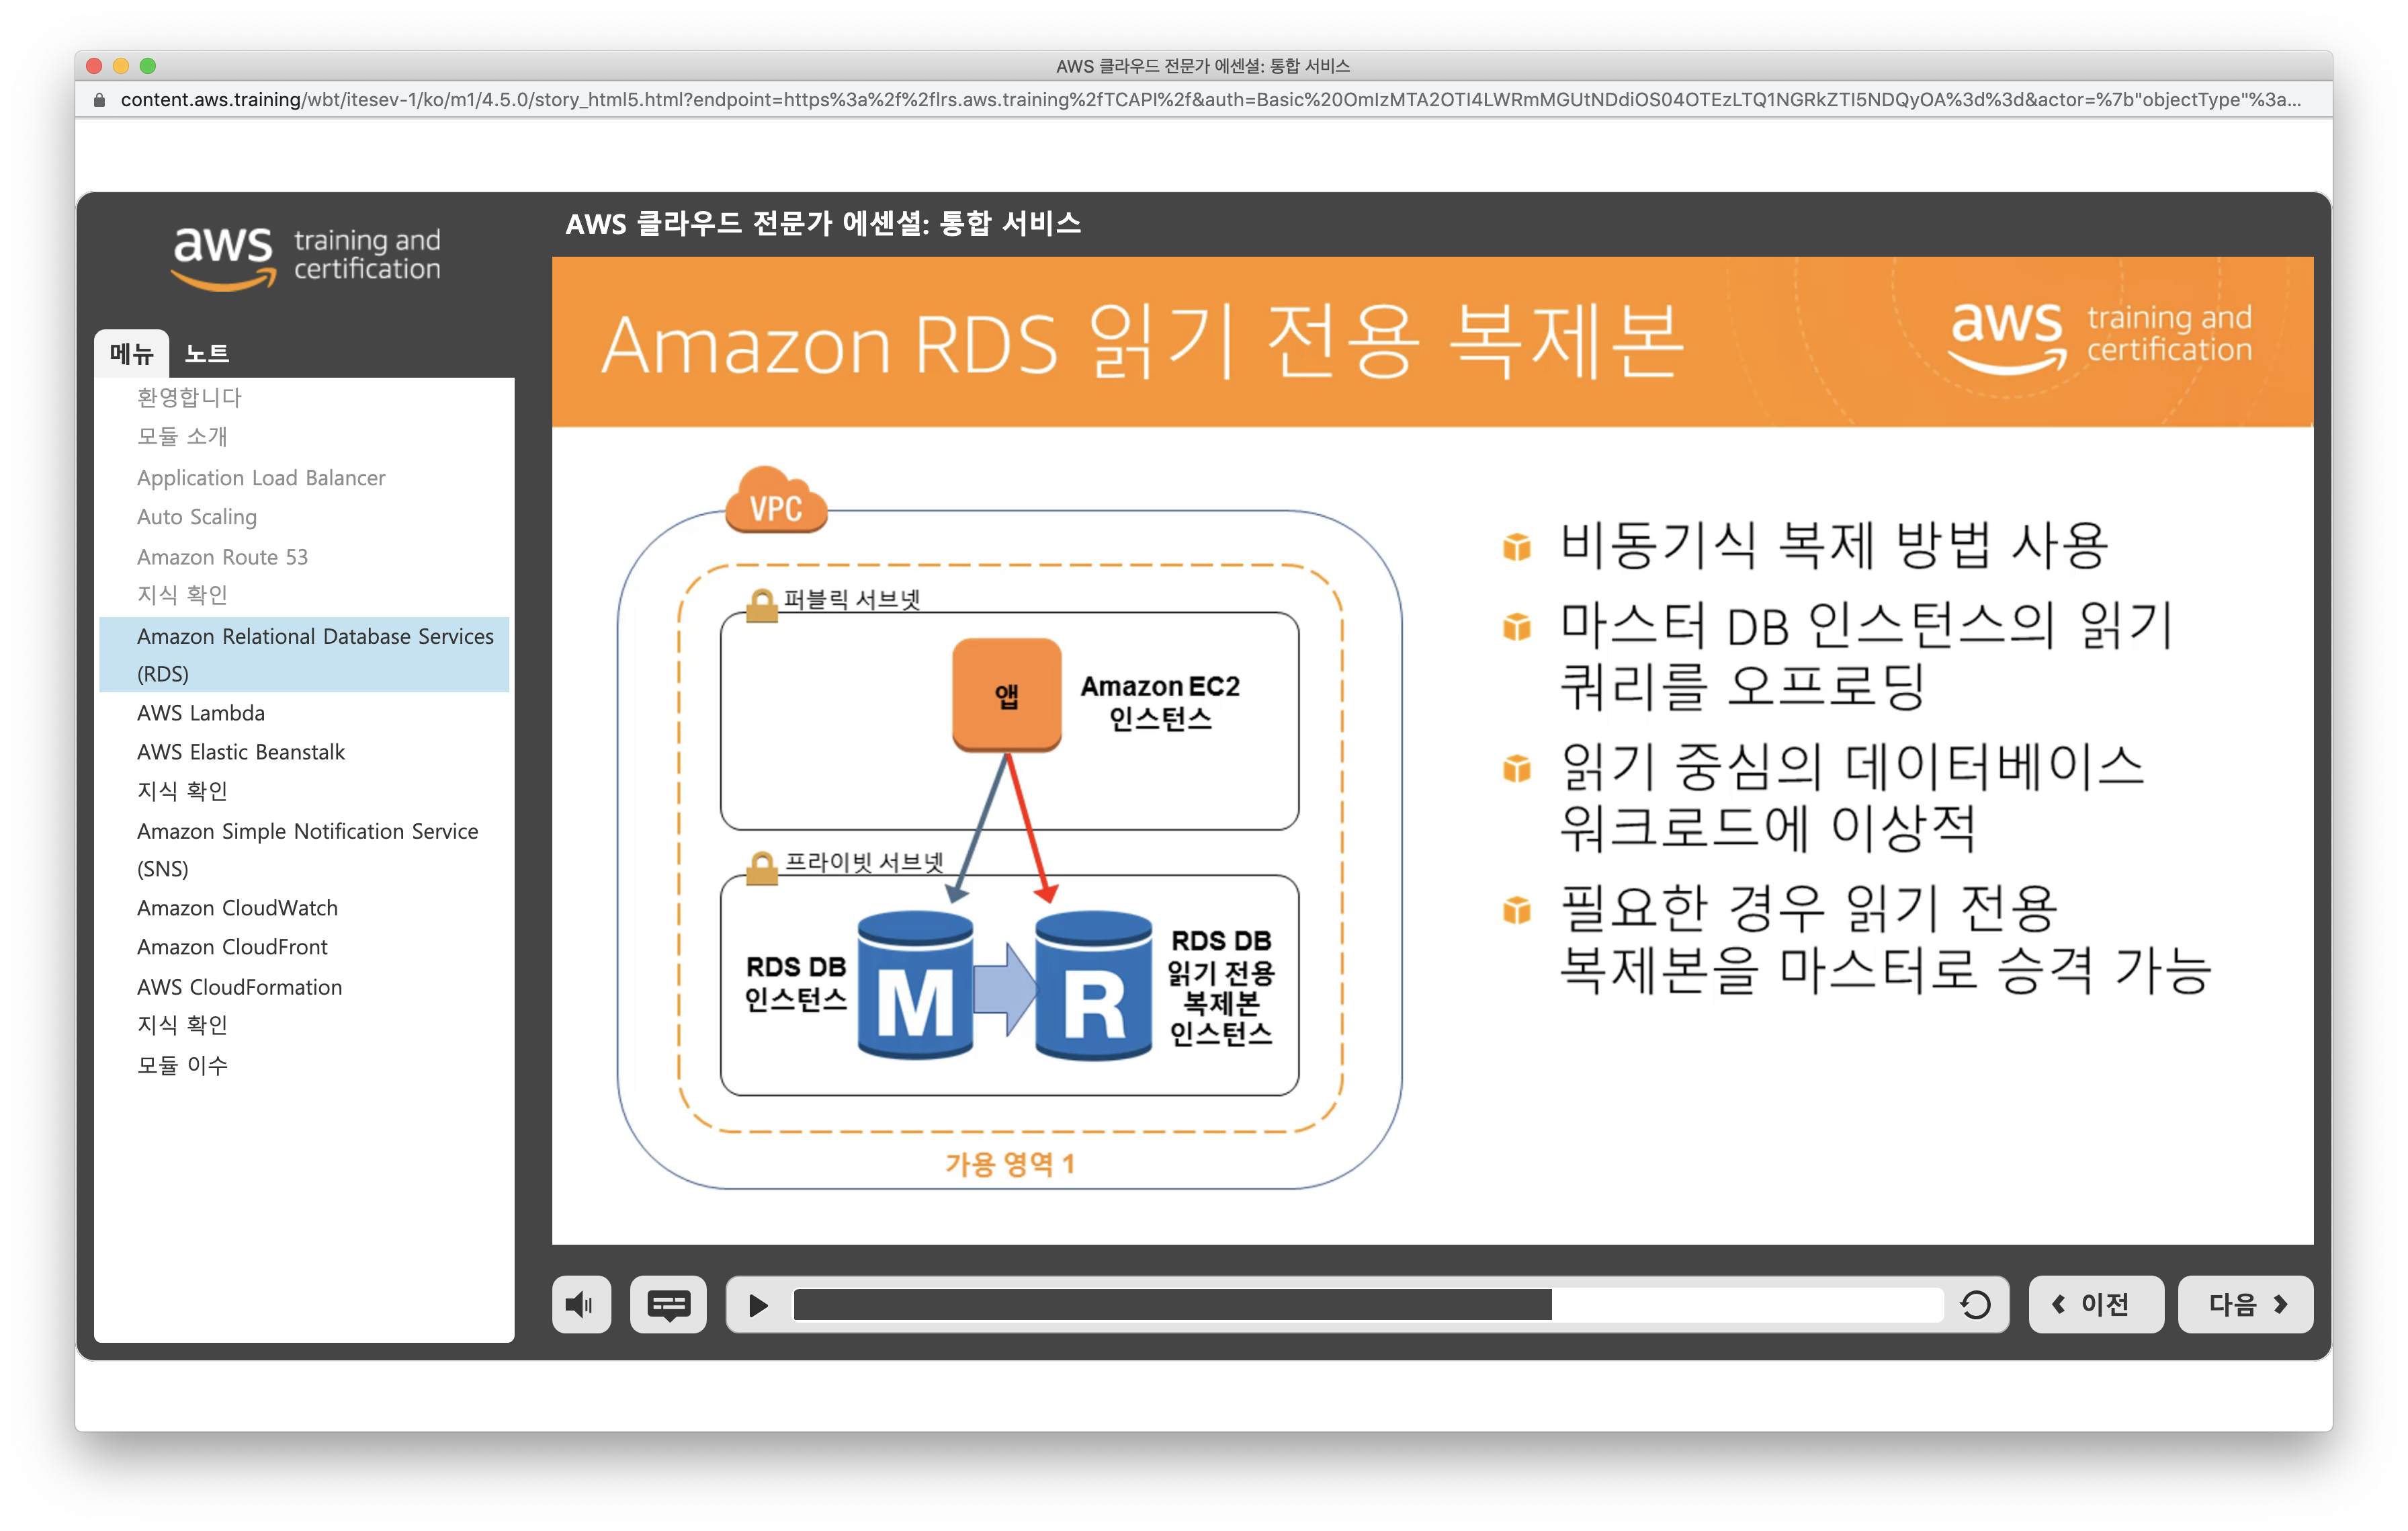 AWS 클라우드 전문가 에센셜: 통합 서비스
content.aws.training/wbt/itesev-1/ko/m1/4.5.0/story_html5.html?endpoint=https%3a%2f%2flrs.aws.training%2fTCAPI%2f&auth=Basic%20OmIzMTA2OTI4LWRmMGUtNDdiOS04OTEzLTQ1NGRkZTI5NDQyOA%3d%3d&actor=%7b"objectType"%3a...
aws training and
certification
AWS 클라우드 전문가 에센셜: 통합 서비스
메뉴 노트
환영합니다
모듈 소개
Application Load Balancer
Auto Scaling
Amazon Route 53
지식 확인
Amazon Relational Database Services
(RDS)
AWS Lambda
AWS Elastic Beanstalk
지식 확인
Amazon Simple Notification Service
(SNS)
Amazon CloudWatch
Amazon CloudFront
AWS CloudFormation
지식 확인
모듈 이수
Amazon RDS 읽기 전용 복제본
aws training and
certification
VPC
퍼블릭 서브넷
앱
Amazon EC2
인스턴스
프라이빗 서브넷
RDS DB
인스턴스
M
R
RDS DB
읽기 전용
복제본
인스턴스
가용 영역 1
비동기식 복제 방법 사용
마스터 DB 인스턴스의 읽기
쿼리를 오프로딩
읽기 중심의 데이터베이스
워크로드에 이상적
필요한 경우 읽기 전용
복제본을 마스터로 승격 가능
이전
다음